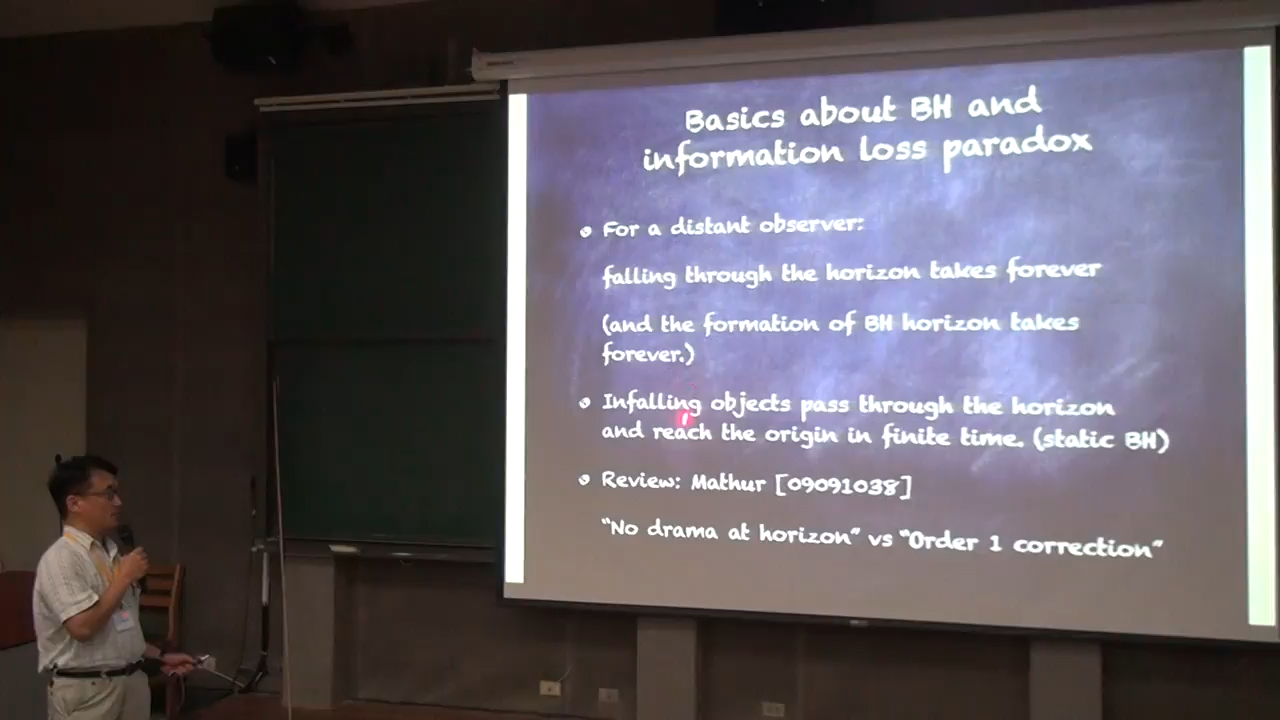 Basics about BH and
information loss paradox
• For a distant observer:
falling through the horizon takes forever
(and the formation of BH horizon takes
forever.)
• Infalling objects pass through the horizon
and reach the origin in finite time. (static BH)
• Review: Mathur [09091038]
“No drama at horizon” vs “Order 1 correction”